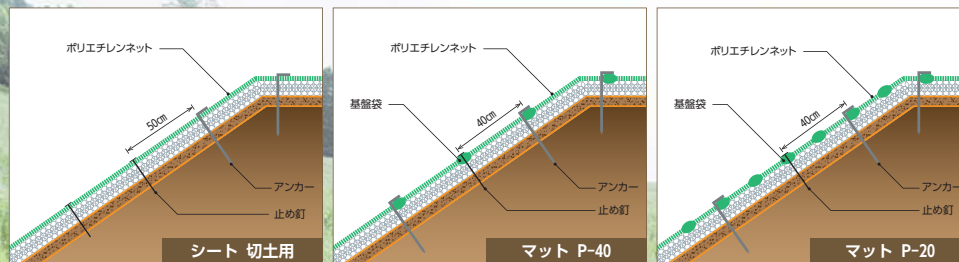 ポリエチレンネット
50cm
アンカー
止め釘
シート 切土用
ポリエチレンネット
基盤袋
40cm
アンカー
止め釘
マット P-40
ポリエチレンネット
基盤袋
40cm
アンカー
止め釘
マット P-20